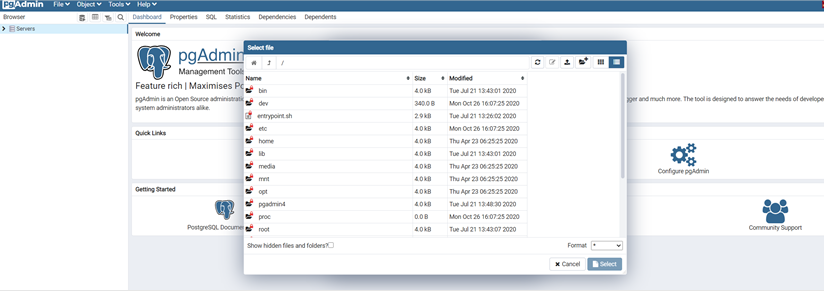 pgAdmin File Object Tools Help
Browser Dashboard Properties SQL Statistics Dependencies Dependents
Servers
Welcome
pgAdmin
Management Tools
Feature rich | Maximises Po
pgAdmin is an Open Source administrati
system administrators alike.
gger and much more. The tool is designed to answer the needs of develope
Quick Links
Configure pgAdmin
Getting Started
PostgreSQL Docume
Community Support
Select file
/
Name Size Modified
bin 4.0 kB Tue Jul 21 13:43:01 2020
dev 340.0 B Mon Oct 26 16:07:25 2020
entrypoint.sh 2.9 kB Tue Jul 21 13:26:02 2020
etc 4.0 kB Mon Oct 26 16:07:25 2020
home 4.0 kB Thu Apr 23 06:25:25 2020
lib 4.0 kB Tue Jul 21 13:43:01 2020
media 4.0 kB Thu Apr 23 06:25:25 2020
mnt 4.0 kB Thu Apr 23 06:25:25 2020
opt 4.0 kB Thu Apr 23 06:25:25 2020
pgadmin4 4.0 kB Tue Jul 21 13:48:30 2020
proc 0.0 B Mon Oct 26 16:07:25 2020
root 4.0 kB Tue Jul 21 13:43:07 2020
Show hidden files and folders? Format *
Cancel Select